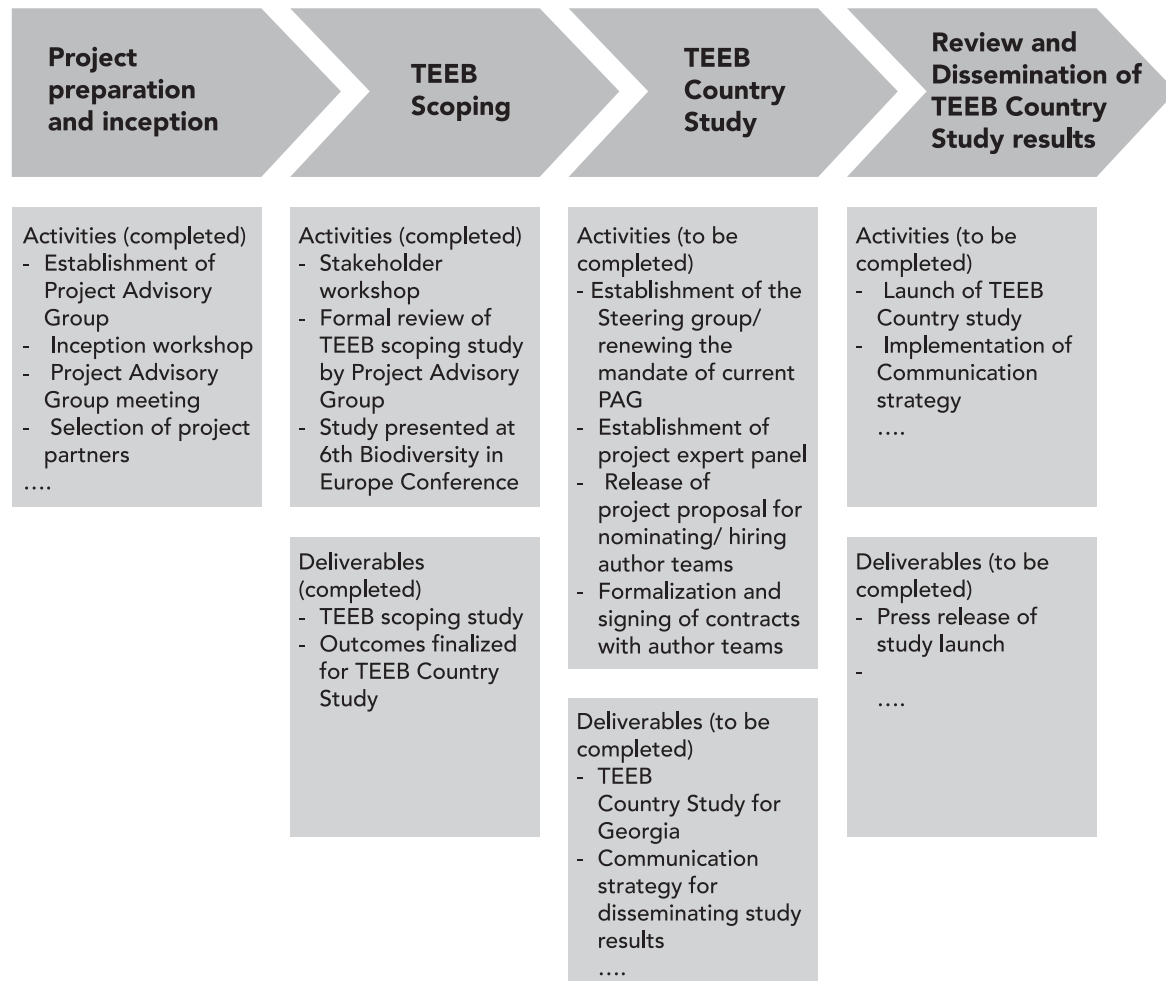 Project
preparation
and inception
TEEB
Scoping
TEEB
Country
Study
Review and
Dissemination of
TEEB Country
Study results
Activities (completed)
- Establishment of
Project Advisory
Group
- Inception workshop
- Project Advisory
Group meeting
- Selection of project
partners
....
Activities (completed)
- Stakeholder
workshop
- Formal review of
TEEB scoping study
by Project Advisory
Group
- Study presented at
6th Biodiversity in
Europe Conference
Deliverables
(completed)
- TEEB scoping study
- Outcomes finalized
for TEEB Country
Study
Activities (to be
completed)
- Establishment of the
Steering group/
renewing the
mandate of current
PAG
- Establishment of
project expert panel
- Release of
project proposal for
nominating/ hiring
author teams
- Formalization and
signing of contracts
with author teams
Deliverables (to be
completed)
- TEEB
Country Study for
Georgia
- Communication
strategy for
disseminating study
results
....
Activities (to be
completed)
- Launch of TEEB
Country study
- Implementation of
Communication
strategy
....
Deliverables (to be
completed)
- Press release of
study launch
-
....